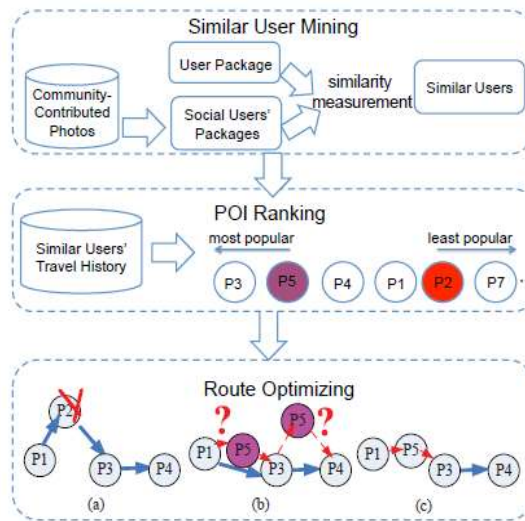 Similar User Mining
User Package
Community-
Contributed
Photos
Social Users'
Packages
similarity
measurement
Similar Users
POI Ranking
Similar Users'
Travel History
most popular
least popular
P3 P5 P4 P1 P2 P7 .
Route Optimizing
P2
P1
P3 P4
(a)
? P5 ?
P1 P5 P3 P4
(b)
P1 P5
P3 P4
(c)